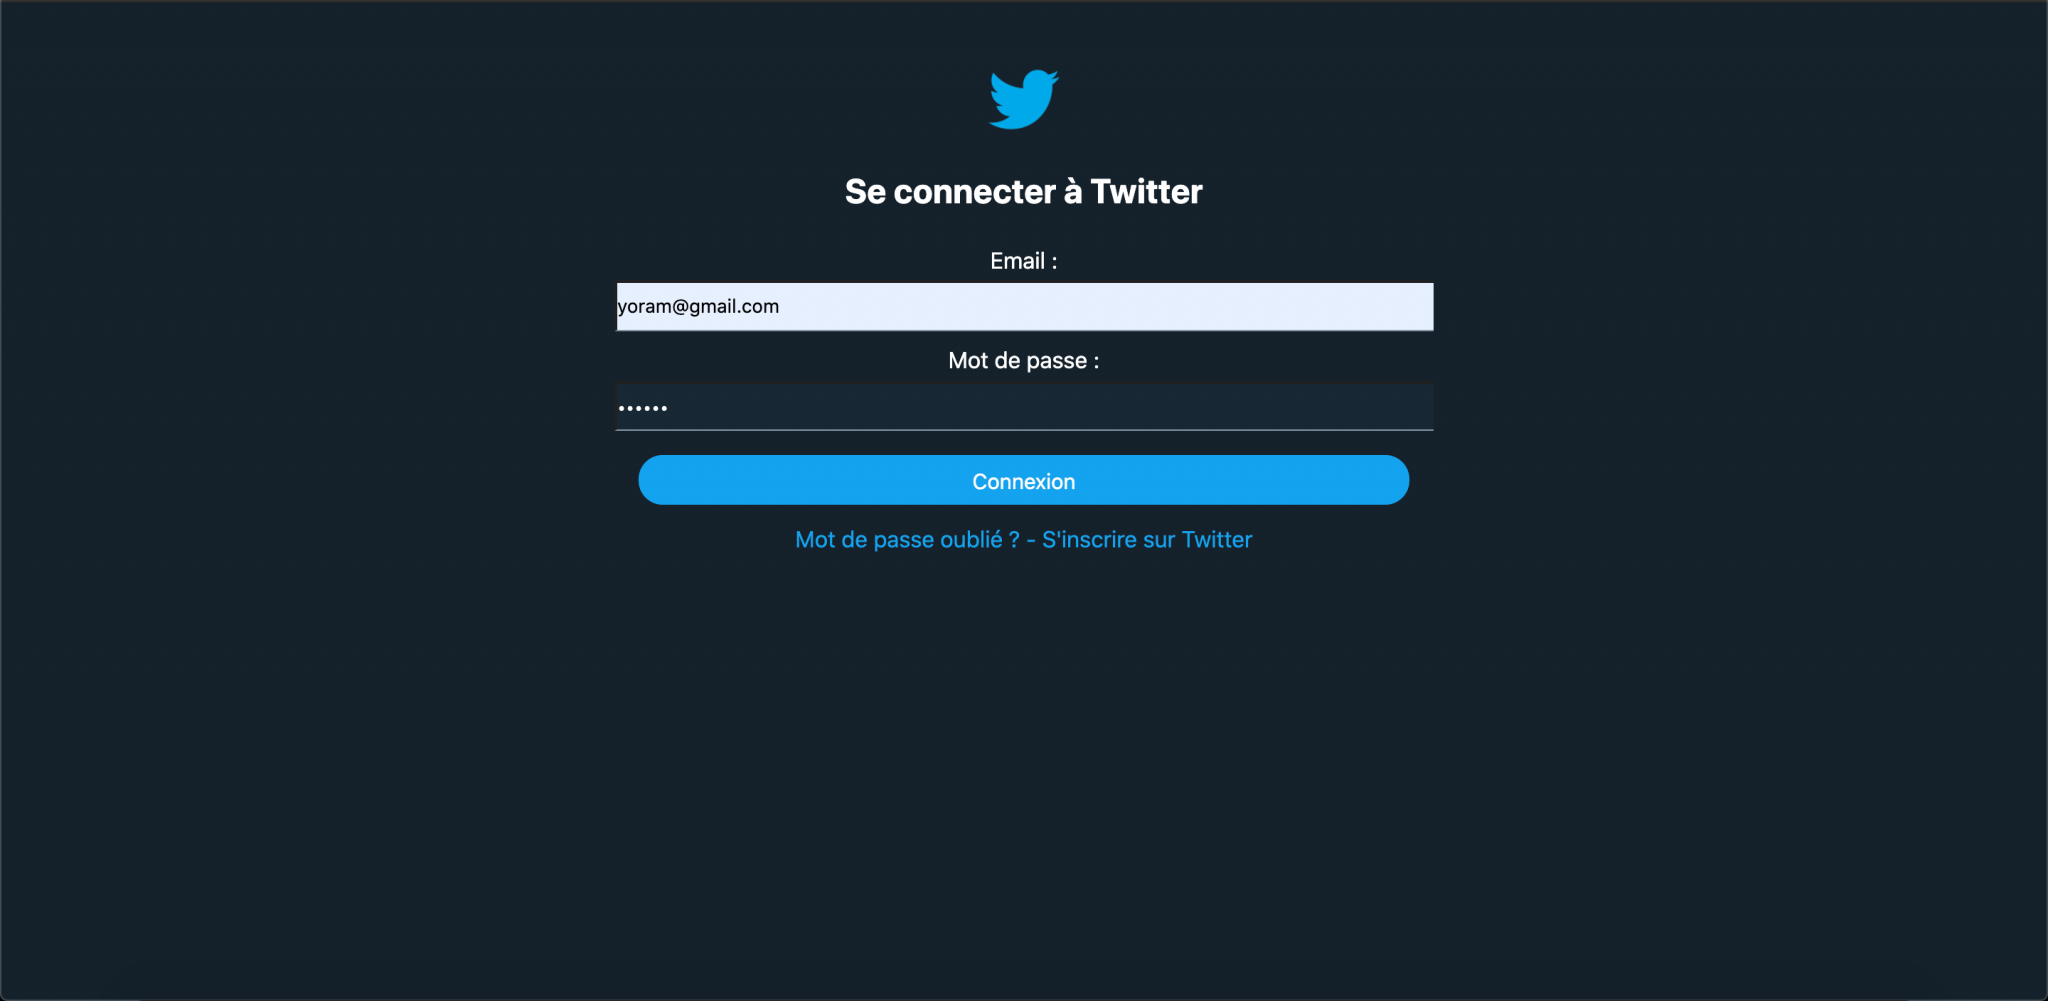 Se connecter à Twitter
Email :
yoram@gmail.com
Mot de passe :
••••••
Connexion
Mot de passe oublié ? - S'inscrire sur Twitter